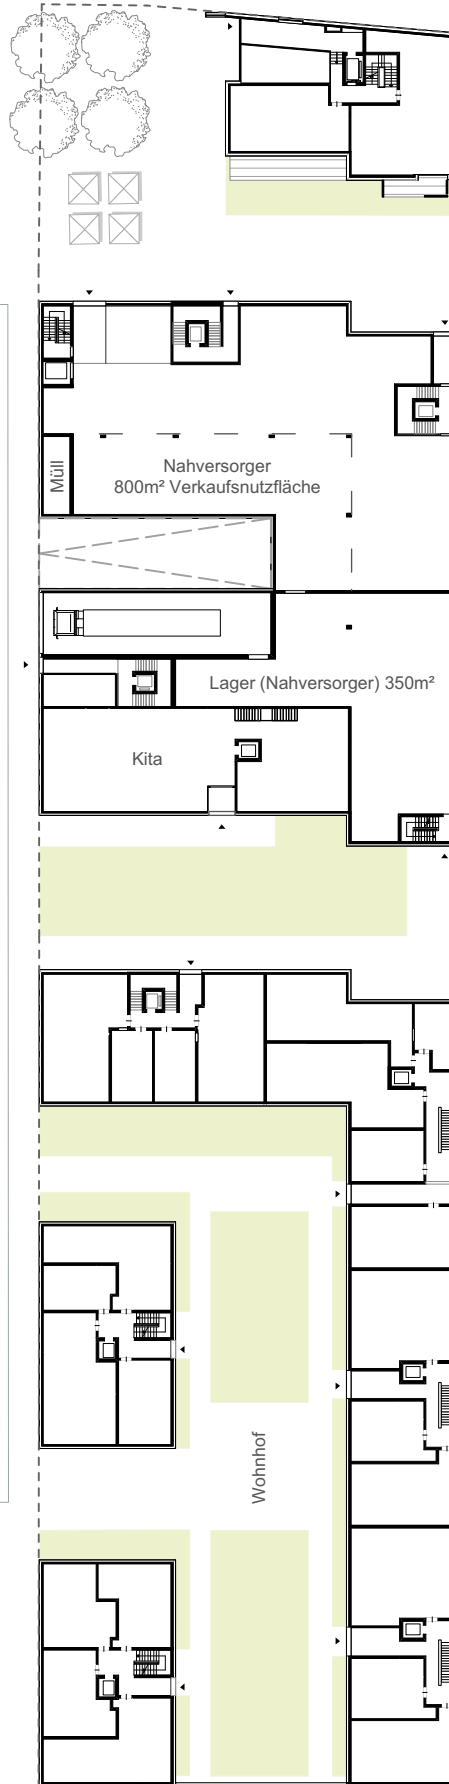 Nahversorger
800m² Verkaufsnutzfläche
Müll
Lager (Nahversorger) 350m²
Kita
Wohnhof